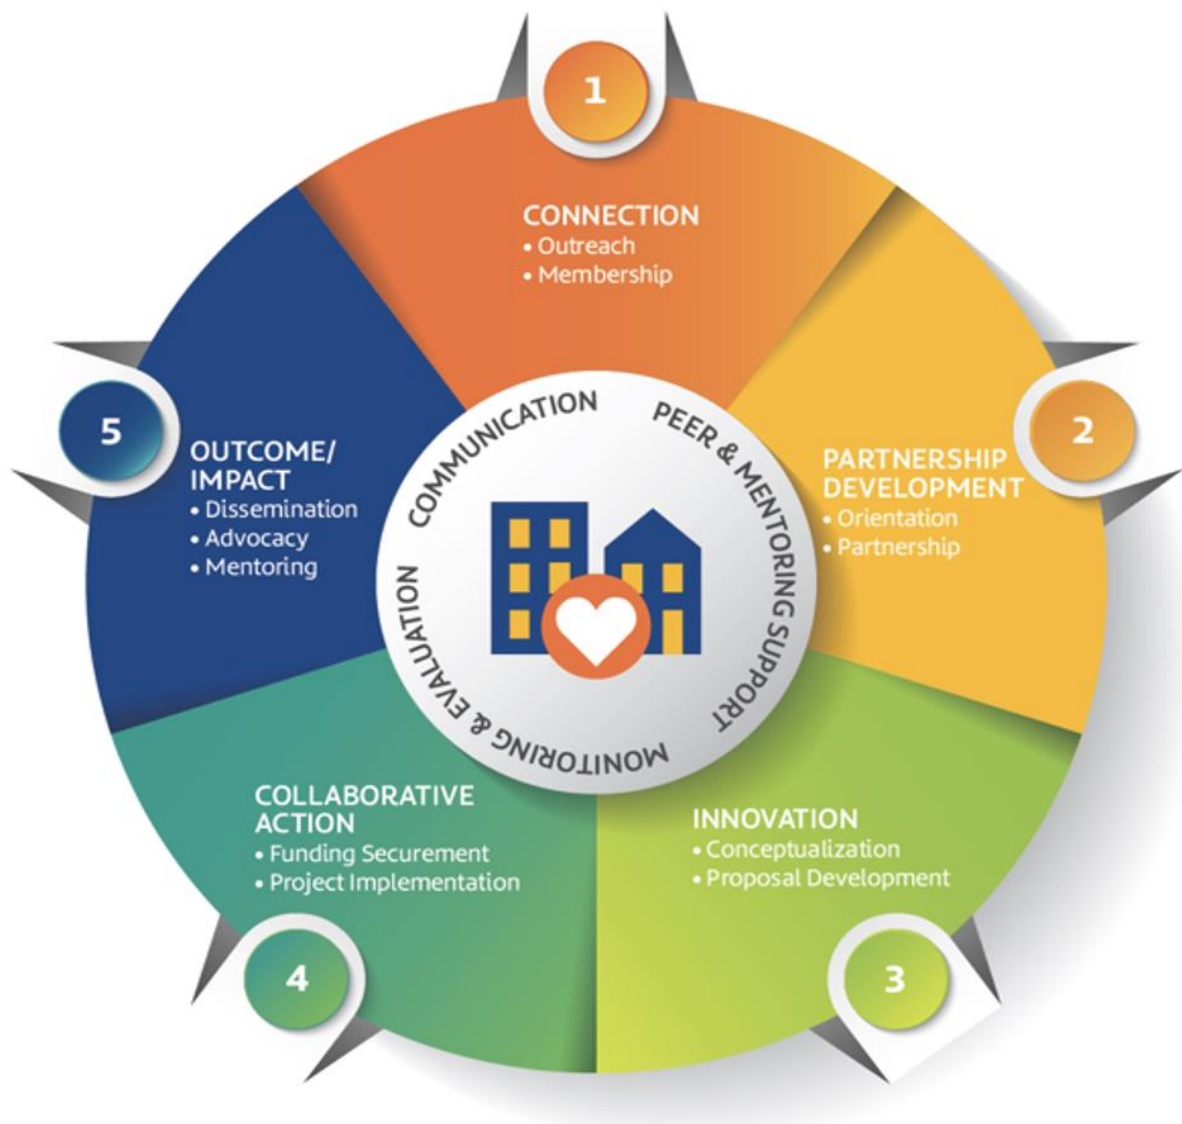 1
CONNECTION
• Outreach
• Membership
2
PARTNERSHIP
DEVELOPMENT
• Orientation
• Partnership
3
INNOVATION
• Conceptualization
• Proposal Development
4
COLLABORATIVE
ACTION
• Funding Securement
• Project Implementation
5
OUTCOME/
IMPACT
• Dissemination
• Advocacy
• Mentoring
COMMUNICATION
PEER & MENTORING SUPPORT
MONITORING & EVALUATION